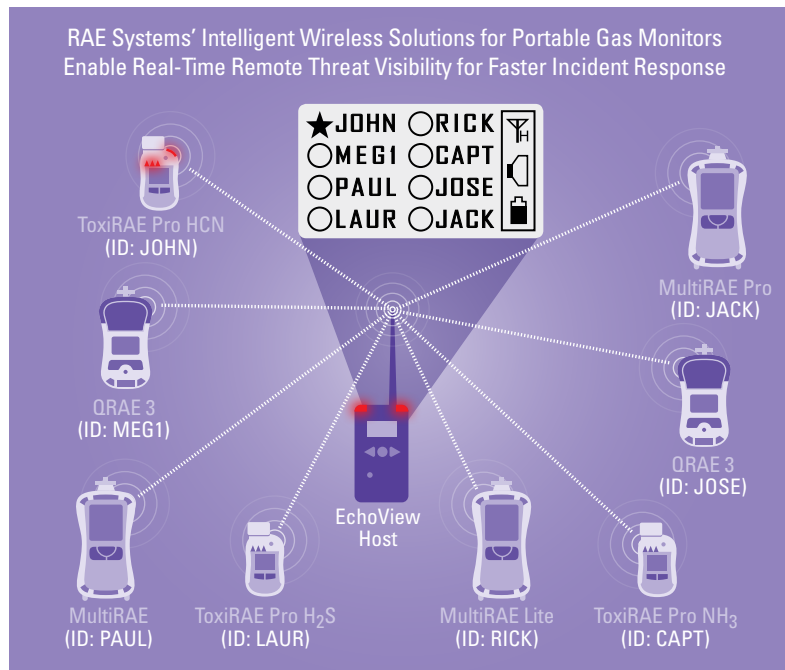 RAE Systems' Intelligent Wireless Solutions for Portable Gas Monitors
Enable Real-Time Remote Threat Visibility for Faster Incident Response
★JOHN ○RICK
○MEG1 ○CAPT
○PAUL ○JOSE
○LAUR ○JACK
H
ToxiRAE Pro HCN
(ID: JOHN)
MultiRAE Pro
(ID: JACK)
QRAE 3
(ID: MEG1)
QRAE 3
(ID: JOSE)
EchoView
Host
MultiRAE
(ID: PAUL)
ToxiRAE Pro H₂S
(ID: LAUR)
MultiRAE Lite
(ID: RICK)
ToxiRAE Pro NH₃
(ID: CAPT)